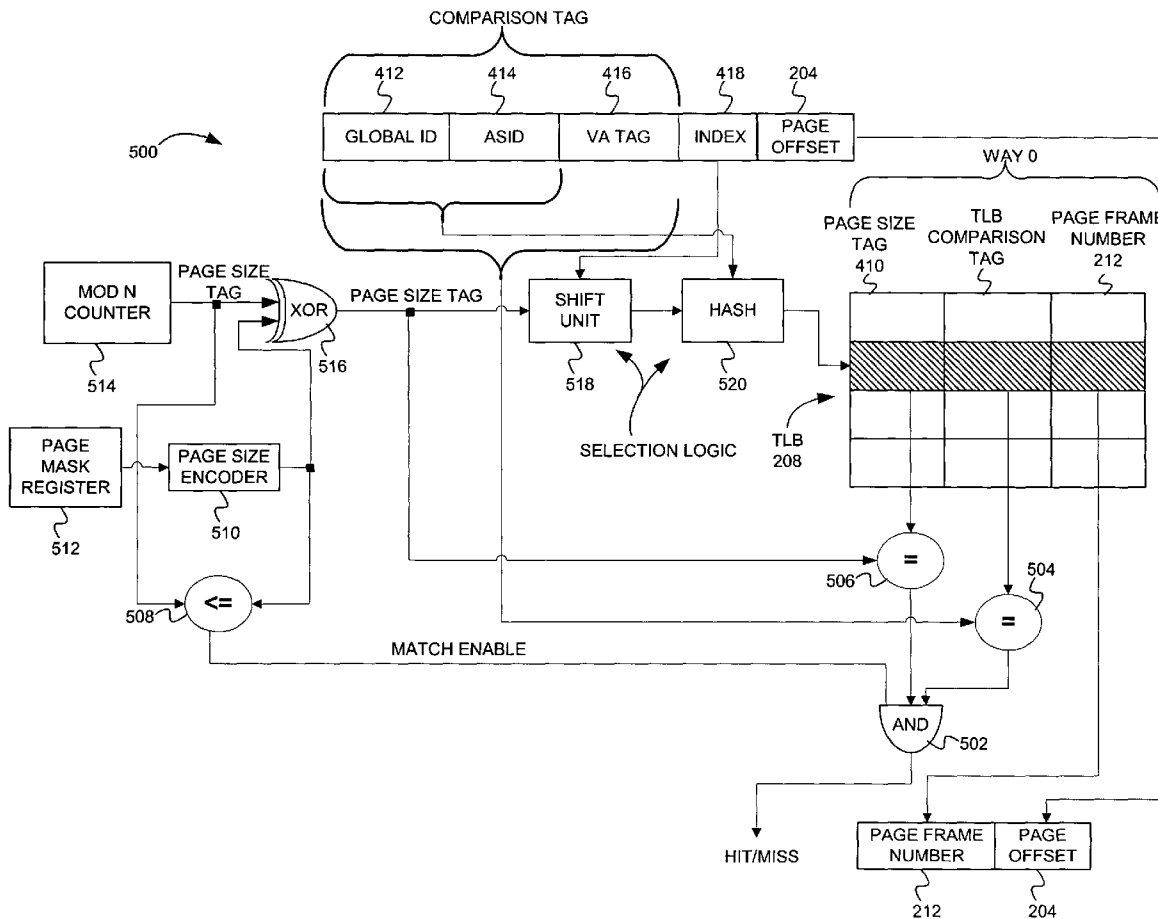 COMPARISON TAG
412
414
416
418
204
GLOBAL ID
ASID
VA TAG
INDEX
PAGE
OFFSET
500
WAY 0
PAGE SIZE
TAG
410
TLB
COMPARISON
TAG
PAGE FRAME
NUMBER
212
MOD N
COUNTER
514
PAGE SIZE
TAG
XOR
516
PAGE SIZE TAG
SHIFT
UNIT
518
HASH
520
SELECTION LOGIC
TLB
208
PAGE
MASK
REGISTER
512
PAGE SIZE
ENCODER
510
<=
508
=
506
=
504
MATCH ENABLE
AND
502
HIT/MISS
PAGE FRAME
NUMBER
212
PAGE
OFFSET
204